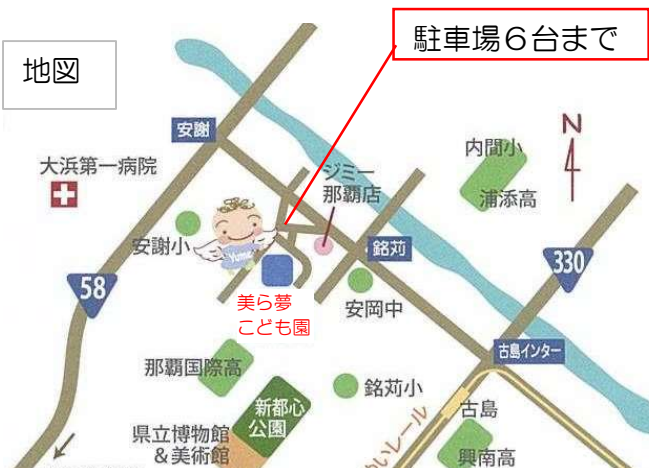 駐車場６台まで
地図
安謝
N
内間小
大浜第一病院
ジミー
那覇店
浦添高
安謝小
Yume
銘苅
330
58
美ら夢
こども園
安岡中
古島インター
那覇国際高
銘苅小
新都心
公園
古島
県立博物館
＆美術館
いレール
興南高